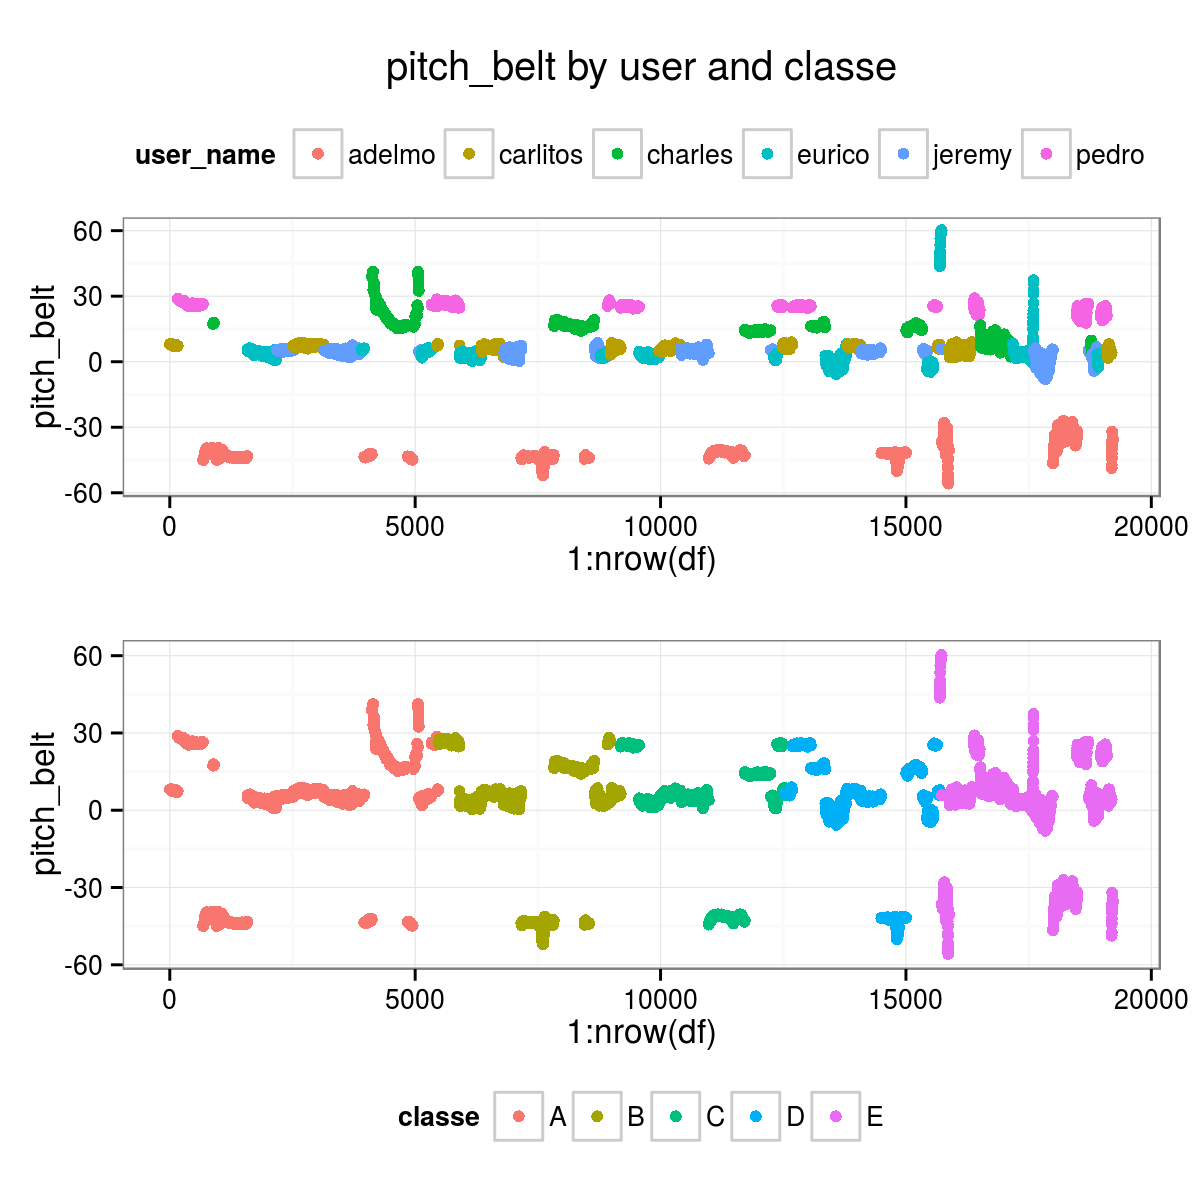 pitch_belt by user and classe
user_name adelmo carlitos charles eurico jeremy pedro
60
30
0
-30
-60
pitch_belt
0 5000 10000 15000 20000
1:nrow(df)
60
30
0
-30
-60
pitch_belt
0 5000 10000 15000 20000
1:nrow(df)
classe A B C D E